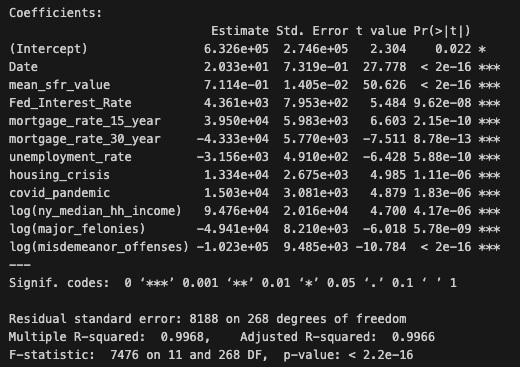 Coefficients:
                           Estimate Std. Error t value Pr(>|t|)
(Intercept)               6.326e+05  2.746e+05   2.304    0.022 *
Date                      2.033e+01  7.319e-01  27.778  < 2e-16 ***
mean_sfr_value            7.114e-01  1.405e-02  50.626  < 2e-16 ***
Fed_Interest_Rate         4.361e+03  7.953e+02   5.484 9.62e-08 ***
mortgage_rate_15_year     3.950e+04  5.983e+03   6.603 2.15e-10 ***
mortgage_rate_30_year    -4.333e+04  5.770e+03  -7.511 8.78e-13 ***
unemployment_rate        -3.156e+03  4.910e+02  -6.428 5.88e-10 ***
housing_crisis            1.334e+04  2.675e+03   4.985 1.11e-06 ***
covid_pandemic            1.503e+04  3.081e+03   4.879 1.83e-06 ***
log(ny_median_hh_income)  9.476e+04  2.016e+04   4.700 4.17e-06 ***
log(major_felonies)      -4.941e+04  8.210e+03  -6.018 5.78e-09 ***
log(misdemeanor_offenses) -1.023e+05  9.485e+03 -10.784  < 2e-16 ***
---
Signif. codes:  0 ‘***’ 0.001 ‘**’ 0.01 ‘*’ 0.05 ‘.’ 0.1 ‘ ’ 1
Residual standard error: 8188 on 268 degrees of freedom
Multiple R-squared:  0.9968,	Adjusted R-squared:  0.9966
F-statistic:  7476 on 11 and 268 DF,  p-value: < 2.2e-16